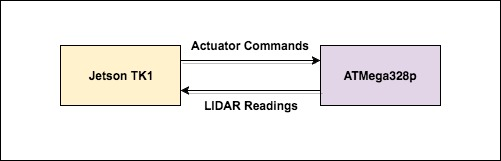 Actuator Commands
Jetson TK1
ATMega328p
LIDAR Readings